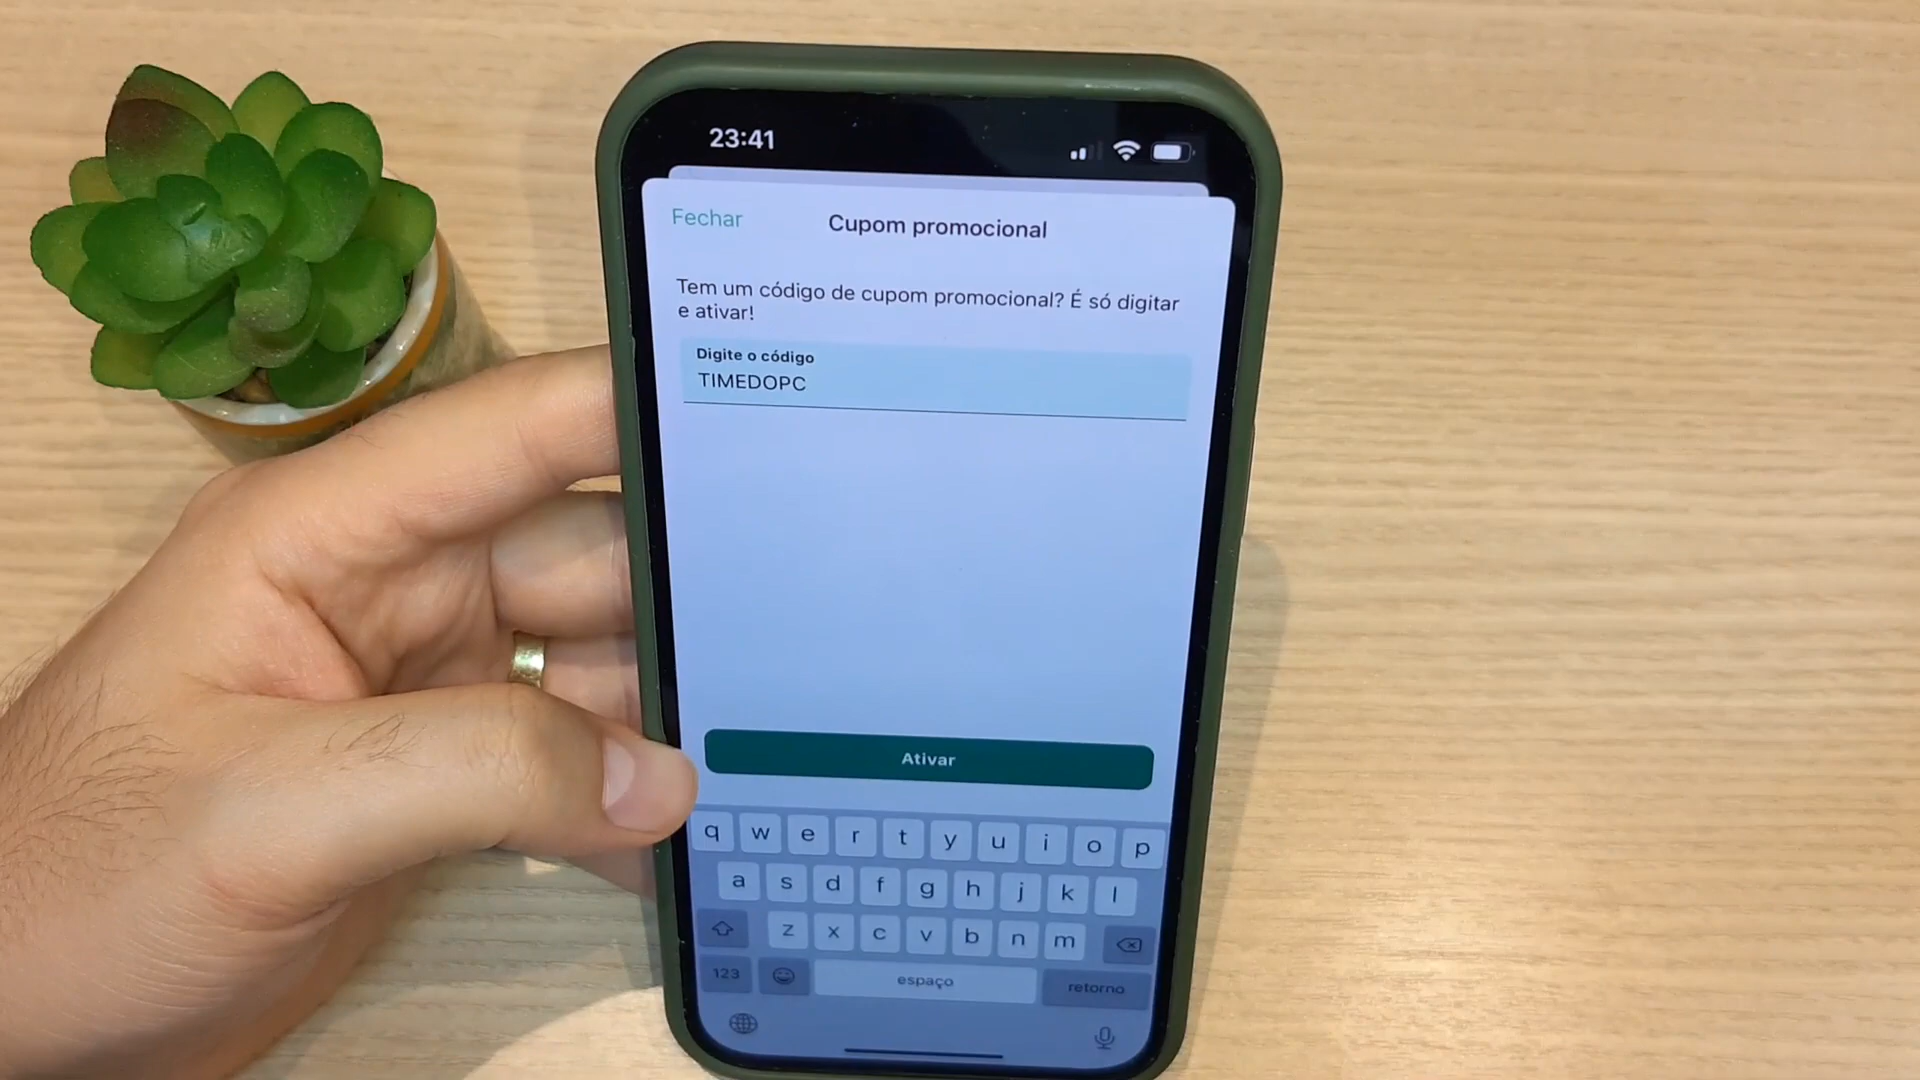 23:41
Fechar
Cupom promocional
Tem um código de cupom promocional? É só digitar
e ativar!
Digite o código
TIMEDOPC
Ativar
q w e r t y u i o p
a s d f g h j k l
z x c v b n m
123 espaço retorno